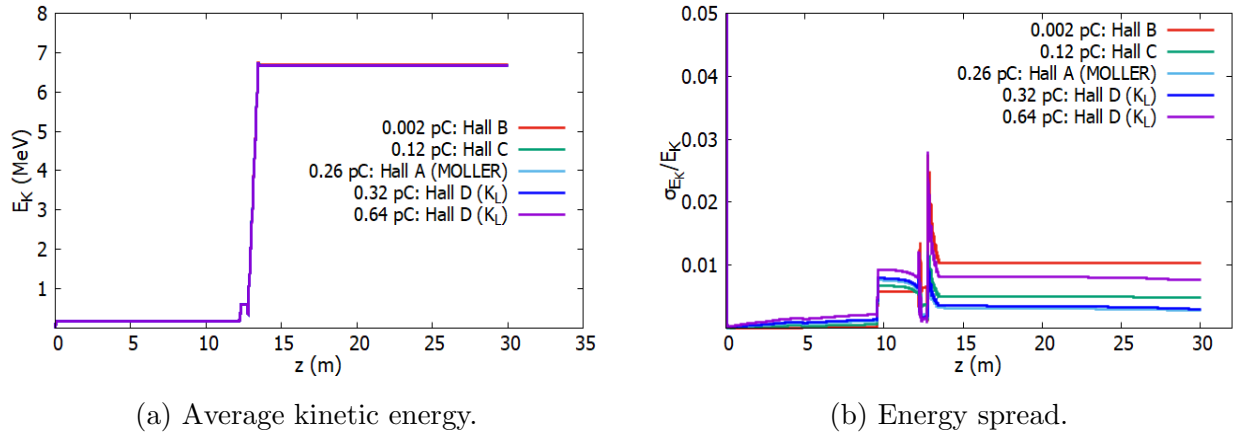 8
7
6
5
4
3
2
1
E_K (MeV)
0.002 pC: Hall B
0.12 pC: Hall C
0.26 pC: Hall A (MOLLER)
0.32 pC: Hall D (K_L)
0.64 pC: Hall D (K_L)
0 5 10 15 20 25 30 35
z (m)
(a) Average kinetic energy.
0.05
0.04
0.03
0.02
0.01
σ_{E_K}/E_K
0.002 pC: Hall B
0.12 pC: Hall C
0.26 pC: Hall A (MOLLER)
0.32 pC: Hall D (K_L)
0.64 pC: Hall D (K_L)
0 5 10 15 20 25 30
z (m)
(b) Energy spread.